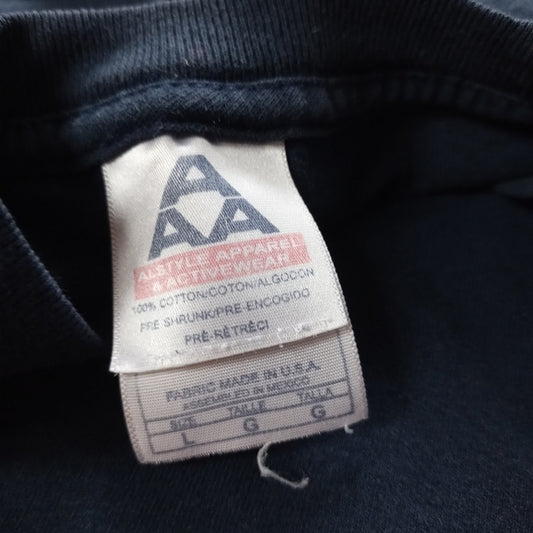 A
AA
ALSTYLE APPAREL
& ACTIVEWEAR
100% COTTON/COTON/ALGODON
PRE SHRUNK/PRE-ENCOGIDO
PRÉ-RÉTRÉCI
FABRIC MADE IN U.S.A.
ASSEMBLED IN MEXICO
SIZE TAILLE TALLA
L G G